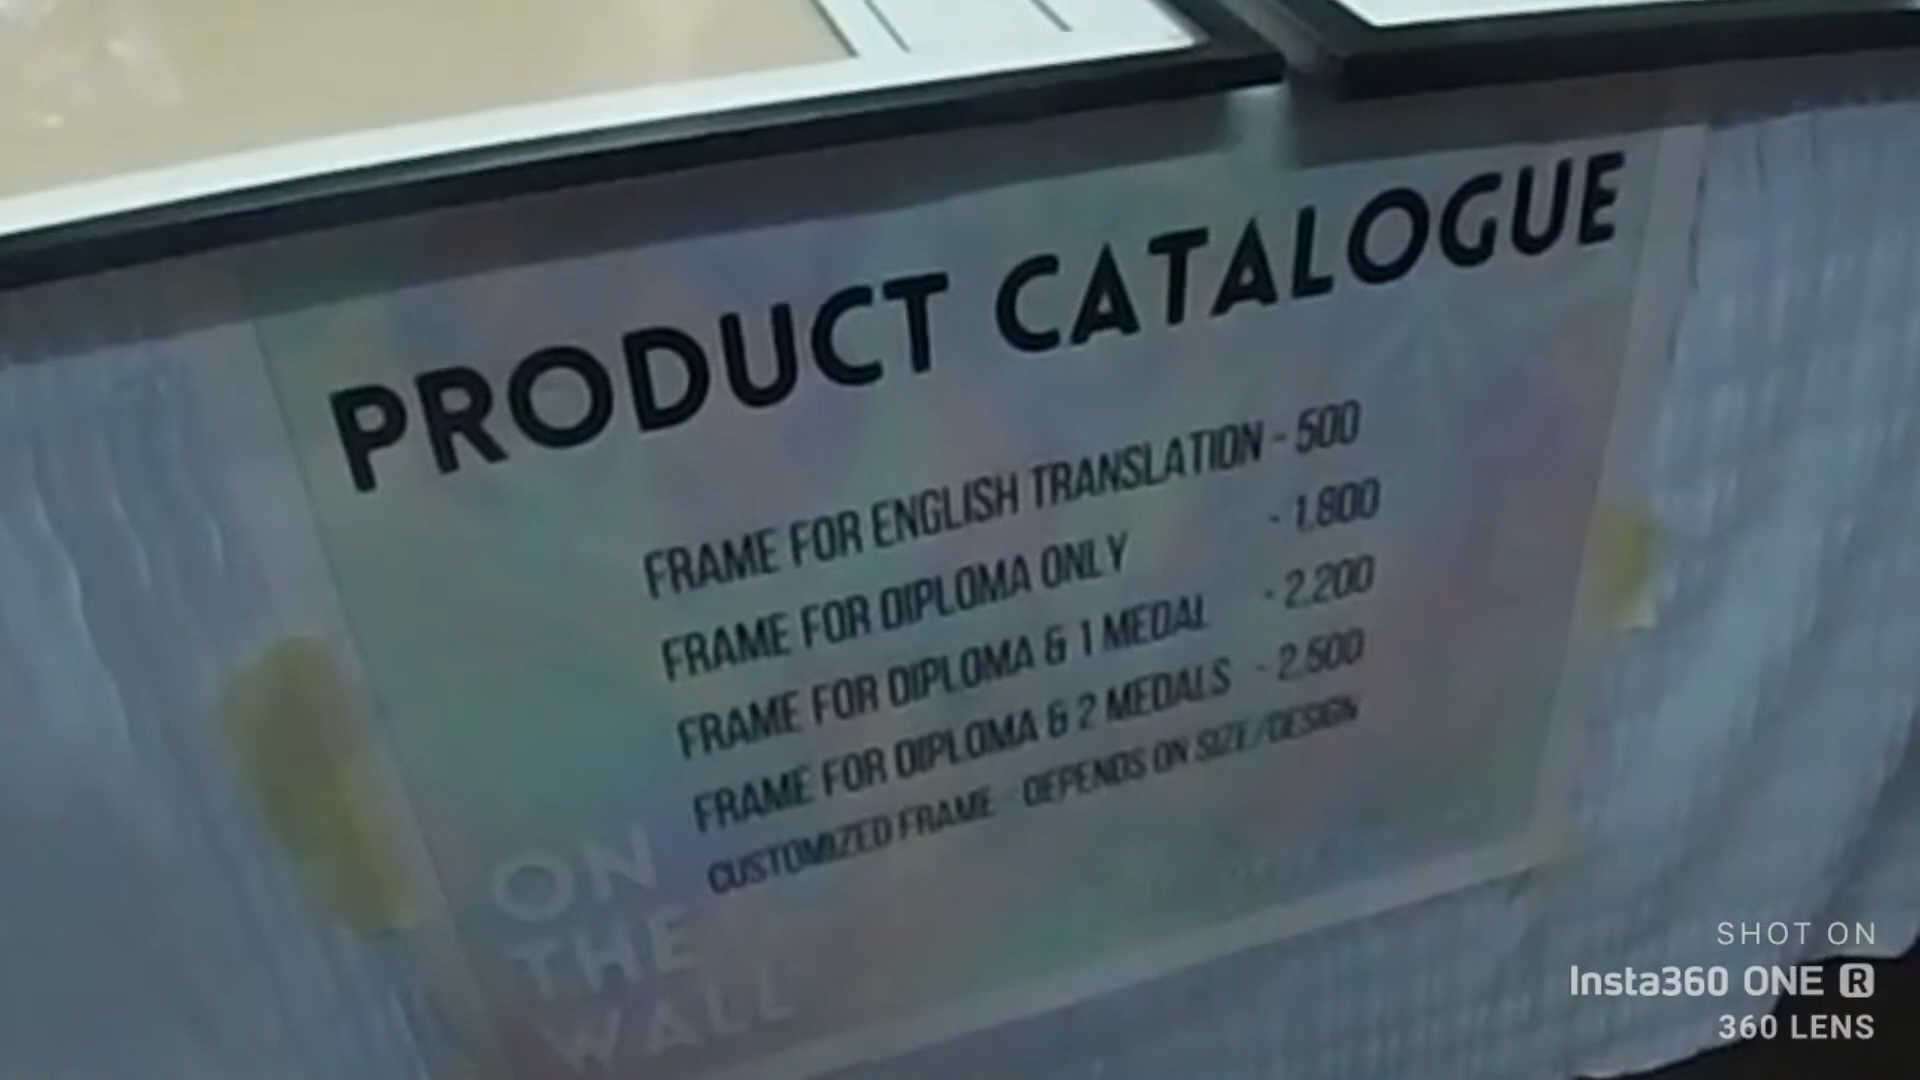 PRODUCT CATALOGUE
FRAME FOR ENGLISH TRANSLATION - 500
FRAME FOR DIPLOMA ONLY - 1,800
FRAME FOR DIPLOMA & 1 MEDAL - 2,200
FRAME FOR DIPLOMA & 2 MEDALS - 2,500
CUSTOMIZED FRAME - DEPENDS ON SIZE/DESIGN
ON
THE
WALL
SHOT ON
Insta360 ONE R
360 LENS